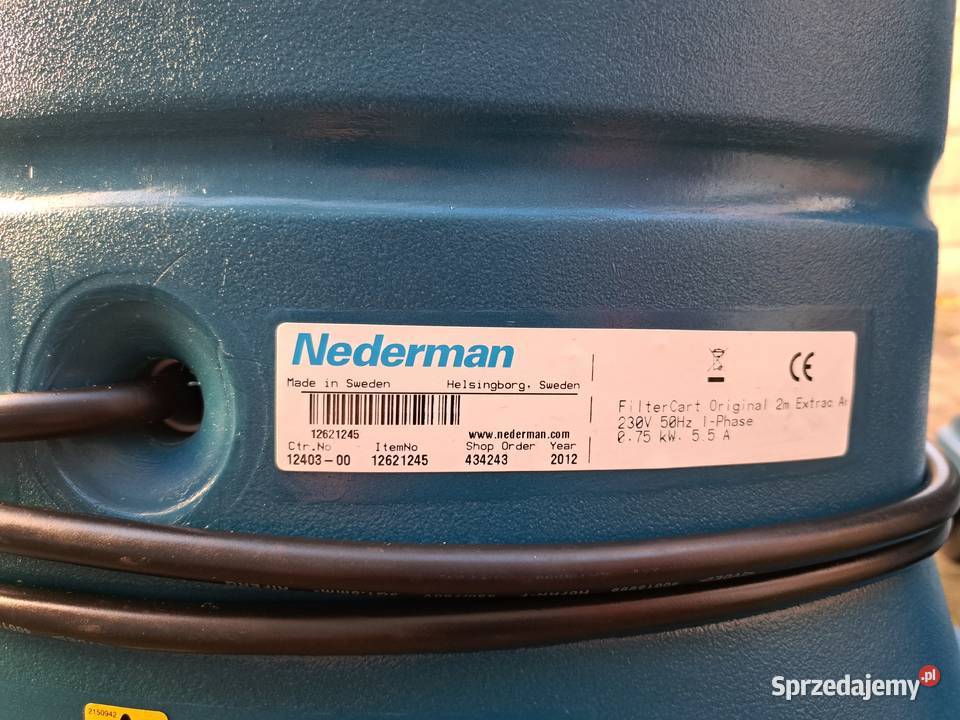 Nederman
Made in Sweden Helsingborg, Sweden
12621245
www.nederman.com
Ctr.No ItemNo Shop Order Year
12403-00 12621245 434243 2012
CE
FilterCart Original 2m Extrac Ar
230V 50Hz 1-Phase
0.75 kW. 5.5 A
2150942
Sprzedajemy.pl